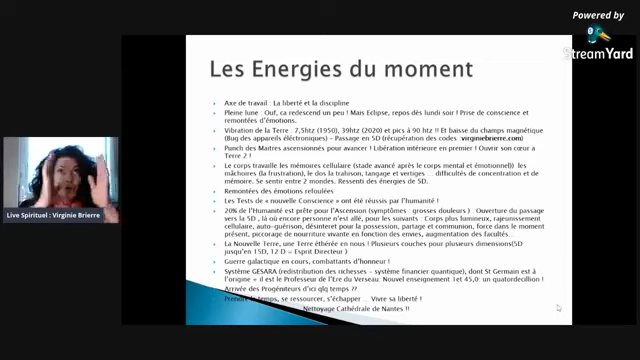 Powered by
StreamYard
Les Energies du moment
Axe de travail : La liberté et la discipline
Pleine lune : Ouf, ca redescend un peu ! Mais Eclipse, repos dès lundi soir ! Prise de conscience et
remontées d'émotions.
Vibration de la Terre : 7,5htz (1950), 39htz (2020) et pics à 90 htz !! Et baisse du champs magnétique
(Bug des appareils éléctroniques) – Passage en 5D (récupération des codes : virginiebrierre.com)
Punch des Maitres ascensionnés pour avancer ! Libération intérieure en premier ! Ouvrir son cœur à
Terre 2 !
Le corps travaille les mémoires cellulaire (stade avancé après le corps mental et émotionnel)) les
mâchoires (la frustration), le dos la trahison, tangage et vertiges ... difficultés de concentration et de
mémoire. Se sentir entre 2 mondes. Ressenti des énergies de 5D.
Remontées des émotions refoulées
Les Tests de « nouvelle Conscience » ont été réussis par l'humanité !
20% de l'Humanité est prête pour l'Ascension (symptômes : grosses douleurs ) : Ouverture du passage
vers la 5D , là où encore personne n'est allé, pour les suivants : Corps plus lumineux, rajeunissement
cellulaire, auto-guérison, désintéret pour la possession, partage et communion, force dans le moment
présent, piccorage de nourriture vivante en fonction des envies, augmentation des facultés...
La Nouvelle Terre, une Terre éthérée en nous ! Plusieurs couches pour plusieurs dimensions(5D
jusqu'en 15D, 12 D = Esprit Directeur )
Guerre galactique en cours, combattants d'honneur !
Système GESARA (redistribution des richesses – système financier quantique), dont St Germain est à
l'origine + il est le Professeur de l'Ere du Verseau: Nouvel enseignement 1et 45,0: un quatordecillion !
Arrivée des Progéniteurs d'ici qlq temps ??
Prendre le temps, se ressourcer, s'échapper ... Vivre sa liberté !
Nettoyage Cathédrale de Nantes !!
Live Spirituel : Virginie Brierre